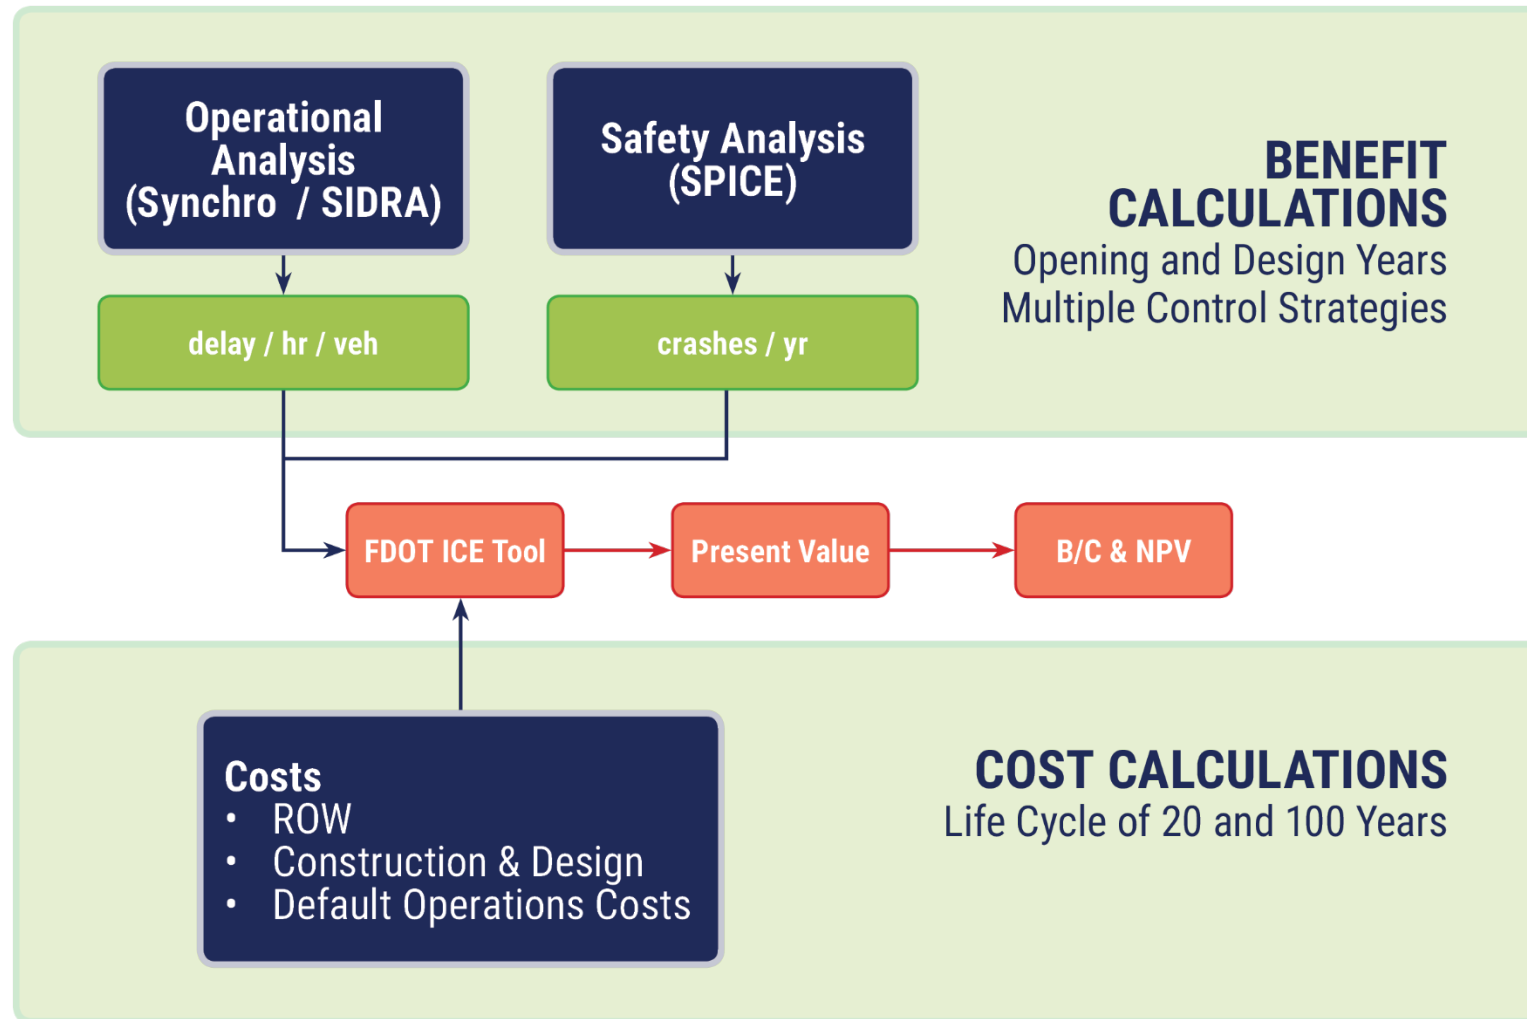 Operational
Analysis
(Synchro / SIDRA)
Safety Analysis
(SPICE)
BENEFIT
CALCULATIONS
Opening and Design Years
Multiple Control Strategies
delay / hr / veh
crashes / yr
FDOT ICE Tool
Present Value
B/C & NPV
Costs
• ROW
• Construction & Design
• Default Operations Costs
COST CALCULATIONS
Life Cycle of 20 and 100 Years